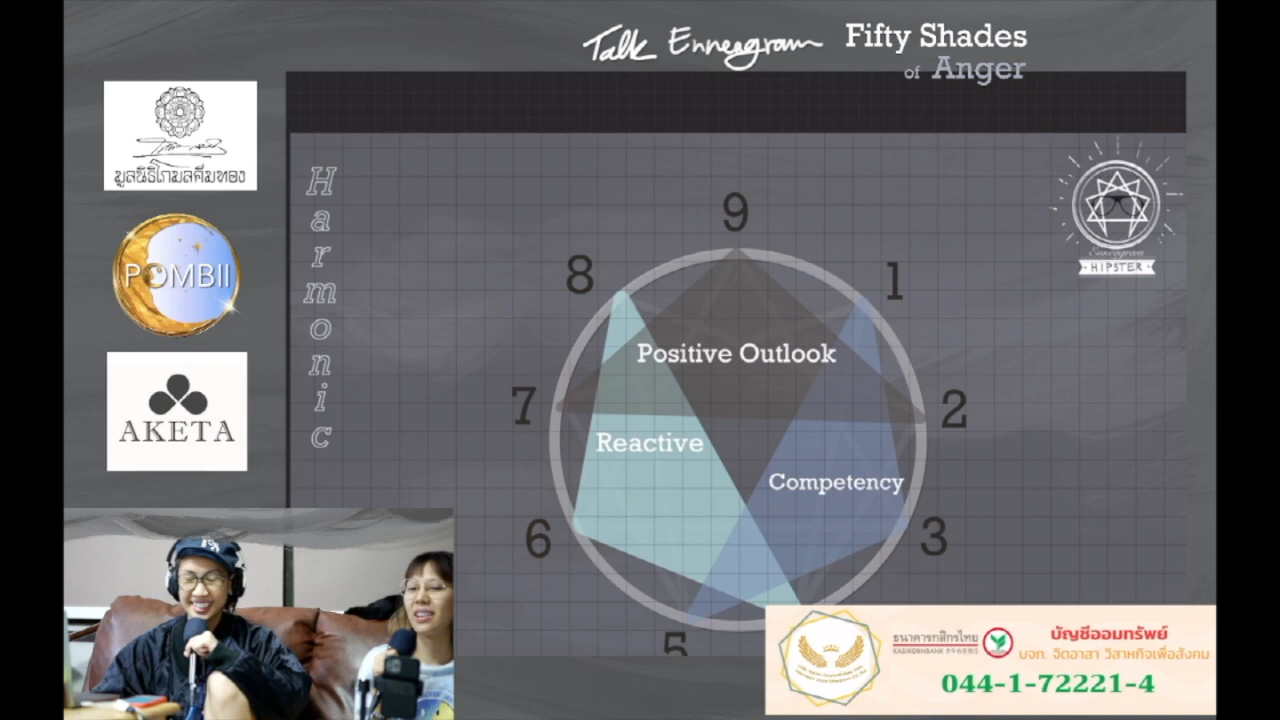 Talk Enneagram
Fifty Shades
of Anger
มูลนิธิโกมลคีมทอง
POMBII
AKETA
Harmonic
Enneagram
HIPSTER
9
8
1
Positive Outlook
7
2
Reactive
Competency
6
3
5
ธนาคารกสิกรไทย
KASIKORNBANK
บัญชีออมทรัพย์
บจก. จิตอาสา วิสาหกิจเพื่อสังคม
044-1-72221-4